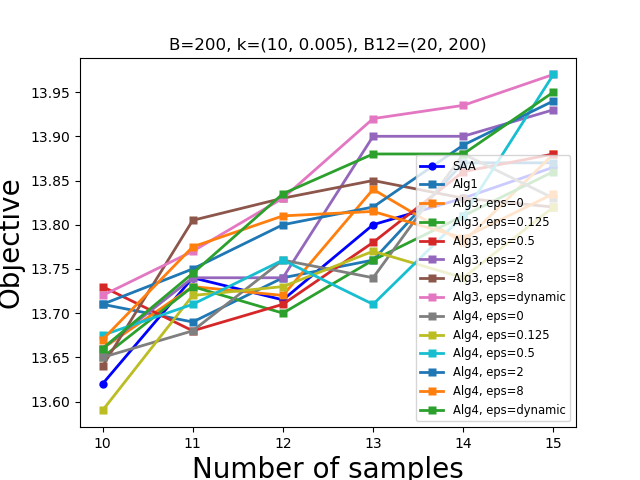 B=200, k=(10, 0.005), B12=(20, 200)
Objective
13.95
13.90
13.85
13.80
13.75
13.70
13.65
13.60
SAA
Alg1
Alg3, eps=0
Alg3, eps=0.125
Alg3, eps=0.5
Alg3, eps=2
Alg3, eps=8
Alg3, eps=dynamic
Alg4, eps=0
Alg4, eps=0.125
Alg4, eps=0.5
Alg4, eps=2
Alg4, eps=8
Alg4, eps=dynamic
10 11 12 13 14 15
Number of samples